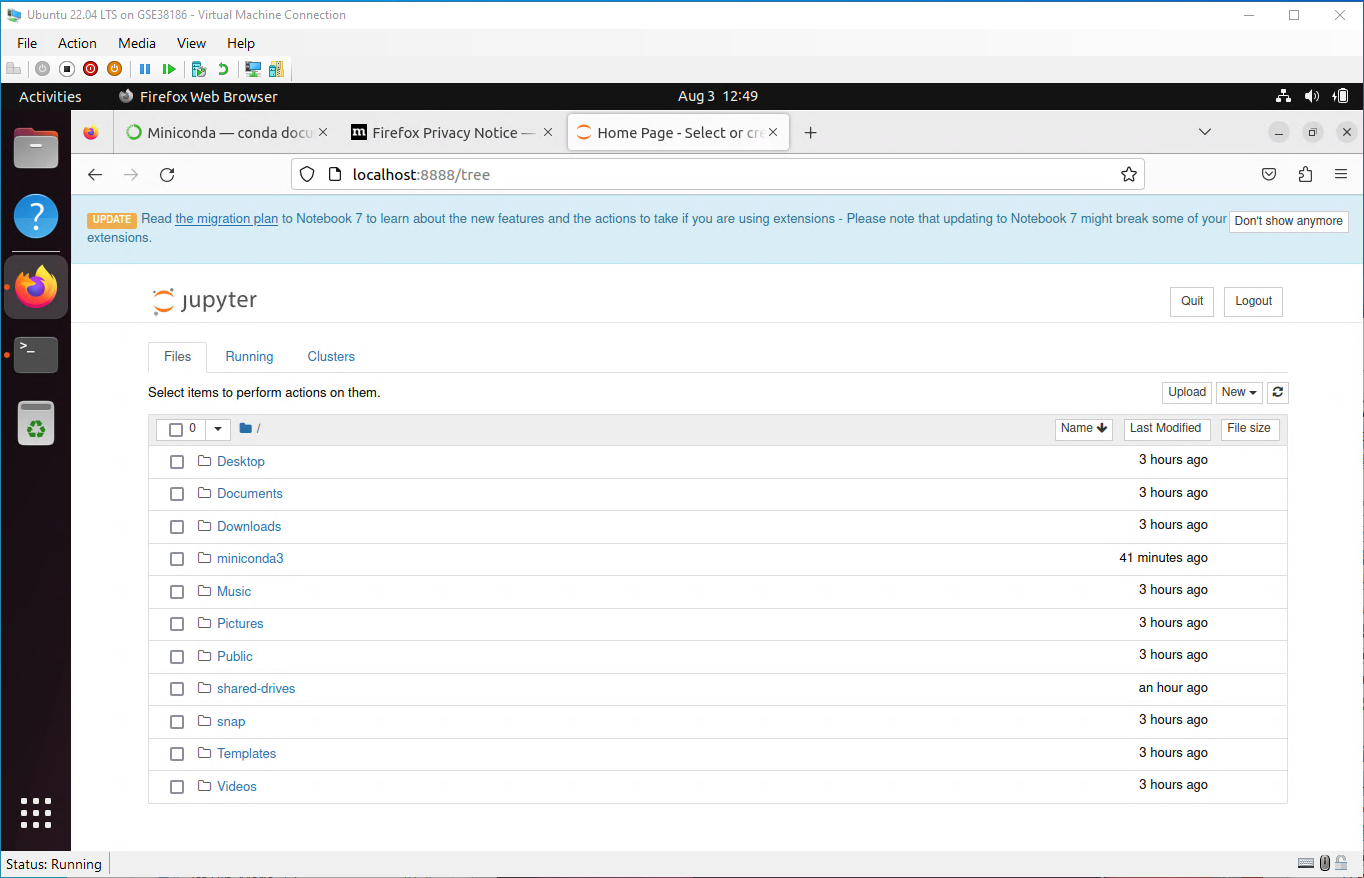 Ubuntu 22.04 LTS on GSE38186 - Virtual Machine Connection
File Action Media View Help
Activities Firefox Web Browser Aug 3 12:49
Miniconda — conda docu Firefox Privacy Notice — Home Page - Select or cre
localhost:8888/tree
UPDATE Read the migration plan to Notebook 7 to learn about the new features and the actions to take if you are using extensions - Please note that updating to Notebook 7 might break some of your Don't show anymore
extensions.
jupyter Quit Logout
Files Running Clusters
Select items to perform actions on them. Upload New
0 / Name Last Modified File size
Desktop 3 hours ago
Documents 3 hours ago
Downloads 3 hours ago
miniconda3 41 minutes ago
Music 3 hours ago
Pictures 3 hours ago
Public 3 hours ago
shared-drives an hour ago
snap 3 hours ago
Templates 3 hours ago
Videos 3 hours ago
Status: Running